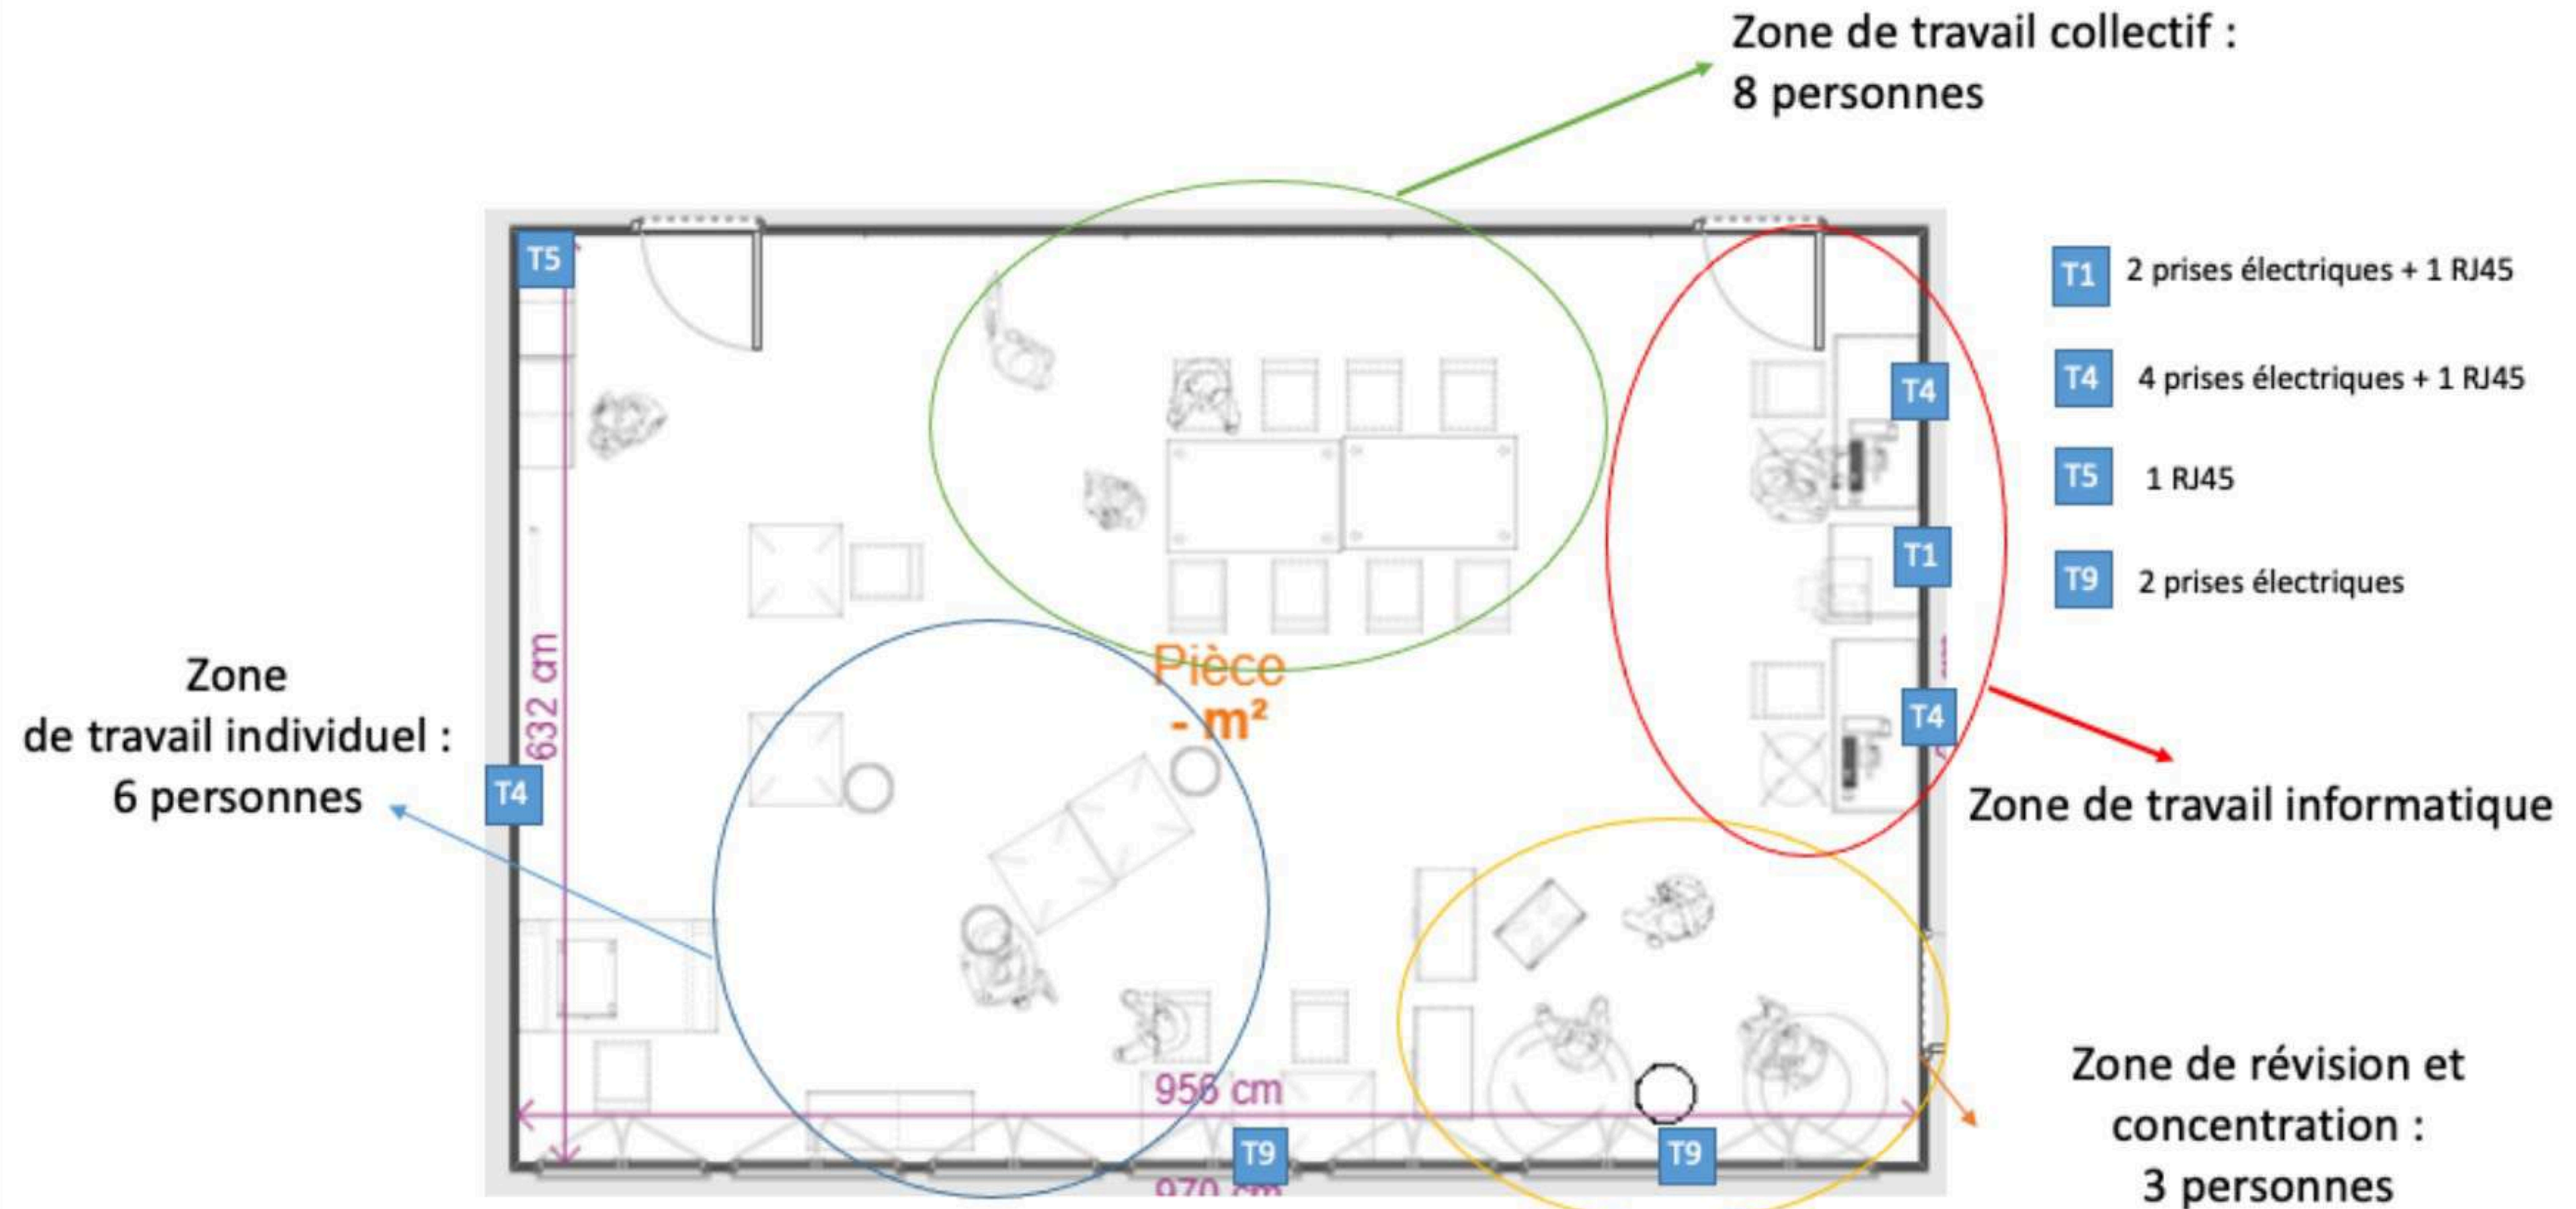 Zone de travail collectif :
8 personnes
T5
T1 2 prises électriques + 1 RJ45
T4 4 prises électriques + 1 RJ45
T5 1 RJ45
T9 2 prises électriques
T4
T1
T4
Pièce
- m²
632 cm
Zone
de travail individuel :
6 personnes
T4
Zone de travail informatique
956 cm
T9
T9
970 cm
Zone de révision et
concentration :
3 personnes